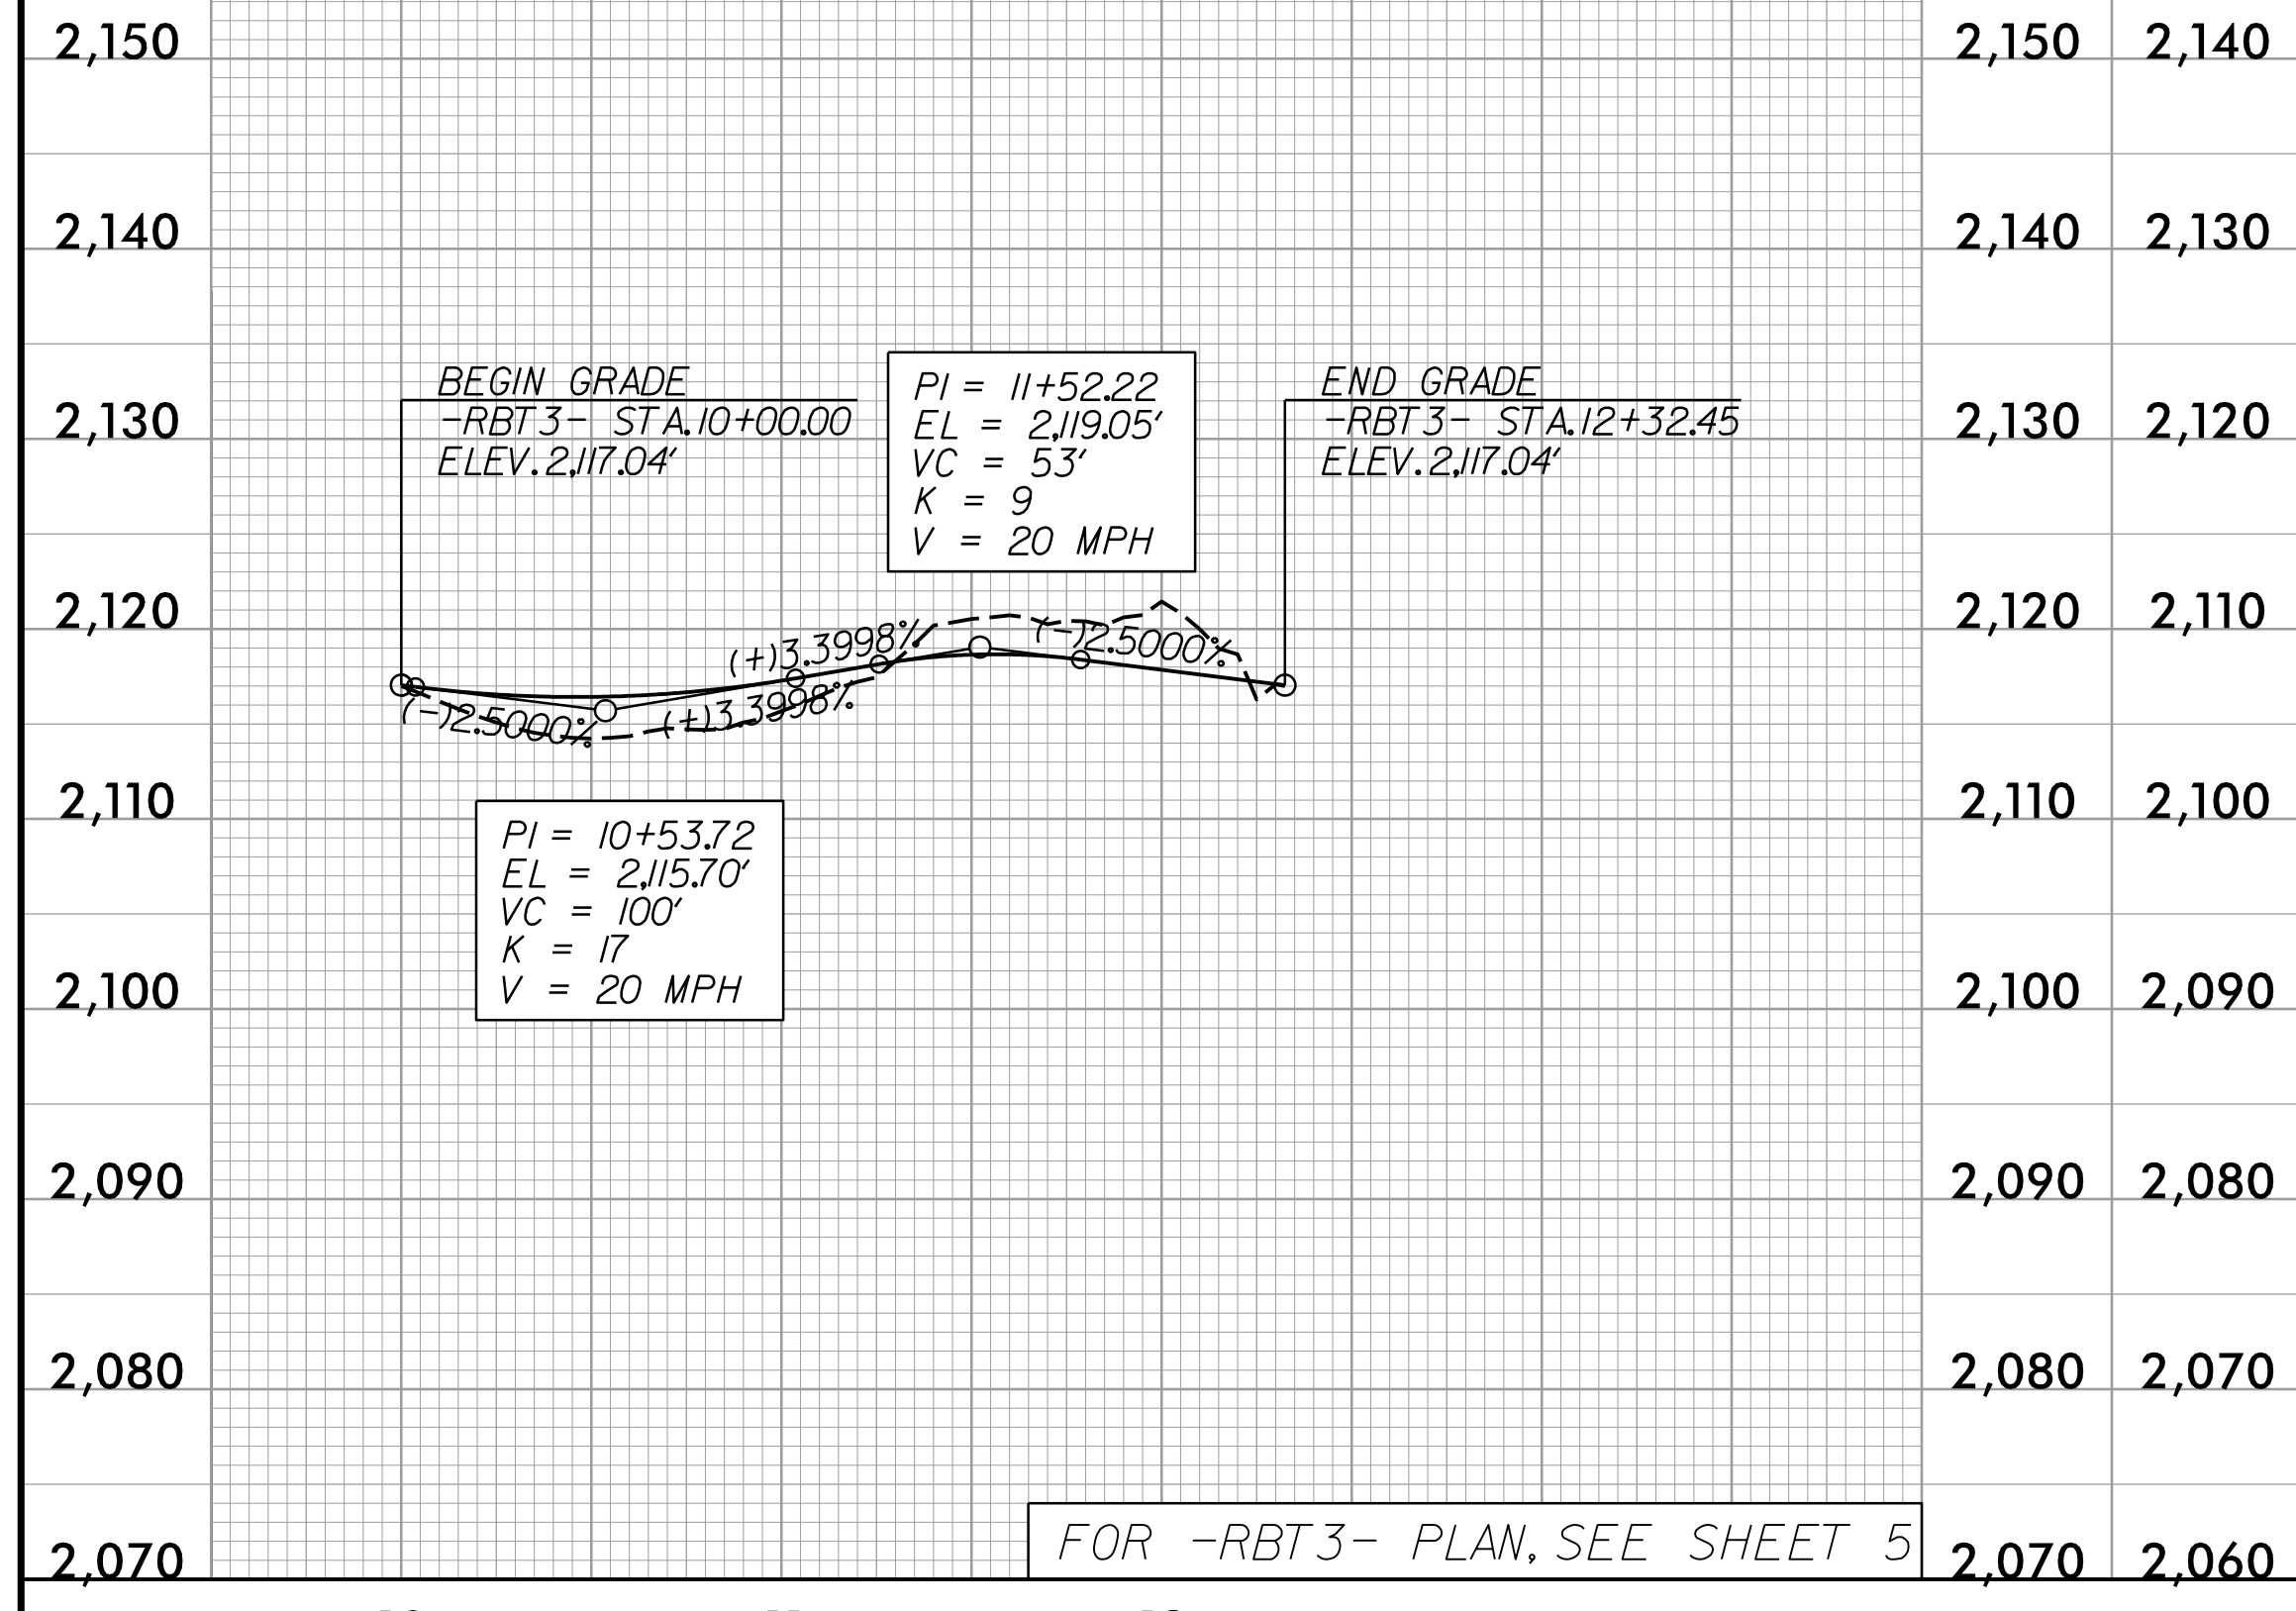 2,150 2,150 2,140
2,140 2,140 2,130
BEGIN GRADE
-RBT3- STA.10+00.00
ELEV.2,117.04'
PI = 11+52.22
EL = 2,119.05'
VC = 53'
K = 9
V = 20 MPH
END GRADE
-RBT3- STA.12+32.45
ELEV.2,117.04'
2,130 2,130 2,120
2,120 2,120 2,110
(+)3.3998%
(-)2.5000%
(-)2.5000%
(+)3.3998%
2,110 2,110 2,100
PI = 10+53.72
EL = 2,115.70'
VC = 100'
K = 17
V = 20 MPH
2,100 2,100 2,090
2,090 2,090 2,080
2,080 2,080 2,070
FOR -RBT3- PLAN, SEE SHEET 5
2,070 2,070 2,060